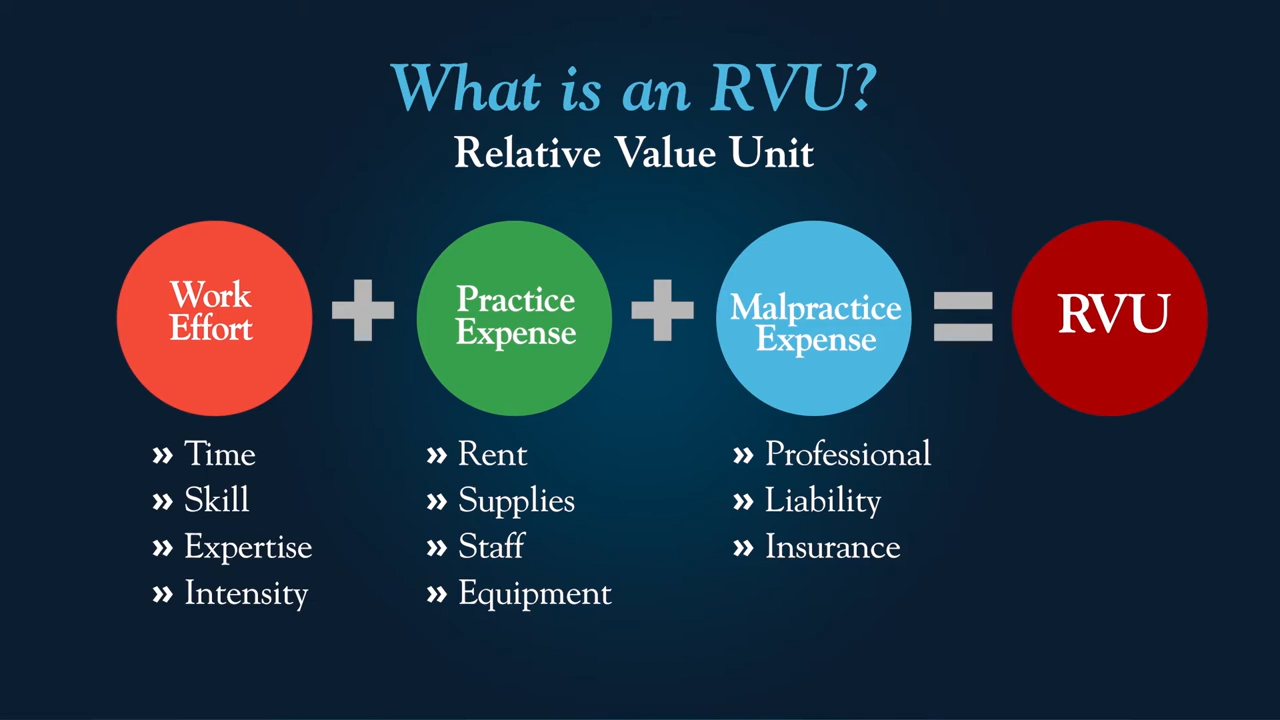 What is an RVU?
Relative Value Unit
Work
Effort
+
Practice
Expense
+
Malpractice
Expense
=
RVU
» Time
» Skill
» Expertise
» Intensity
» Rent
» Supplies
» Staff
» Equipment
» Professional
» Liability
» Insurance